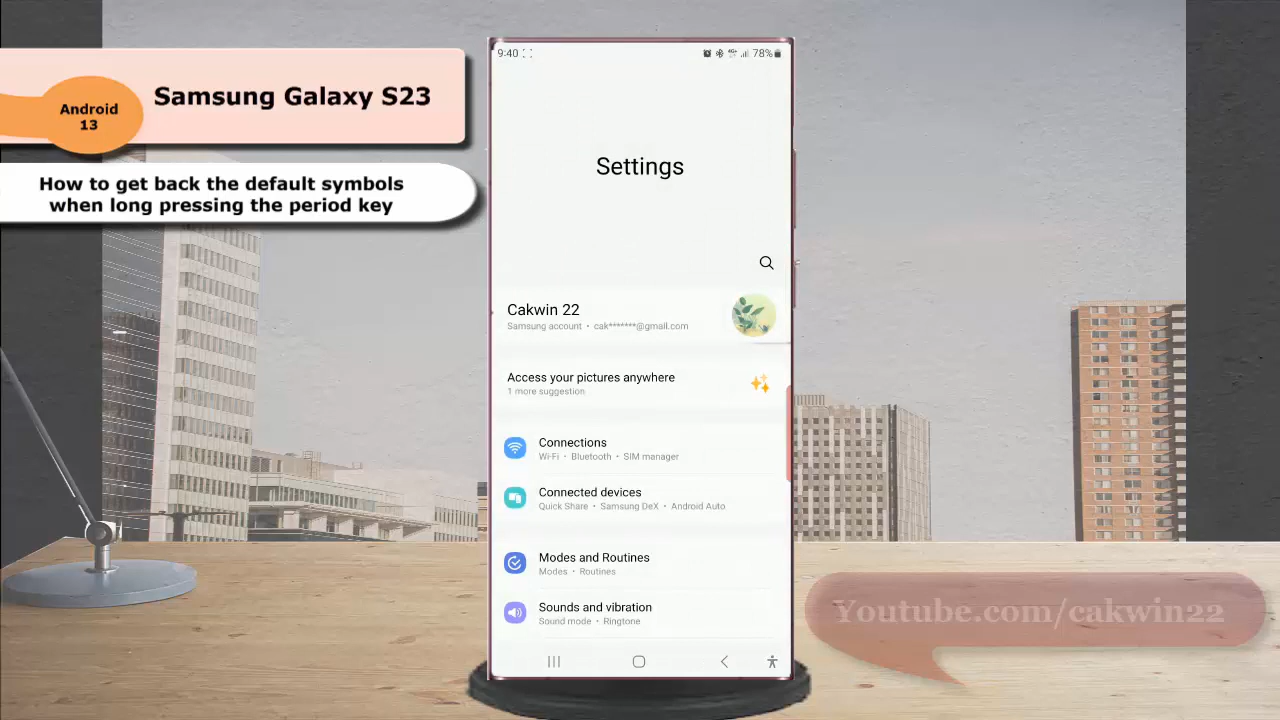 Samsung Galaxy S23
Android
13
How to get back the default symbols
when long pressing the period key
9:40
78%
Settings
Cakwin 22
Samsung account • cak*******@gmail.com
Access your pictures anywhere
1 more suggestion
Connections
Wi-Fi • Bluetooth • SIM manager
Connected devices
Quick Share • Samsung DeX • Android Auto
Modes and Routines
Modes • Routines
Sounds and vibration
Sound mode • Ringtone
Youtube.com/cakwin22